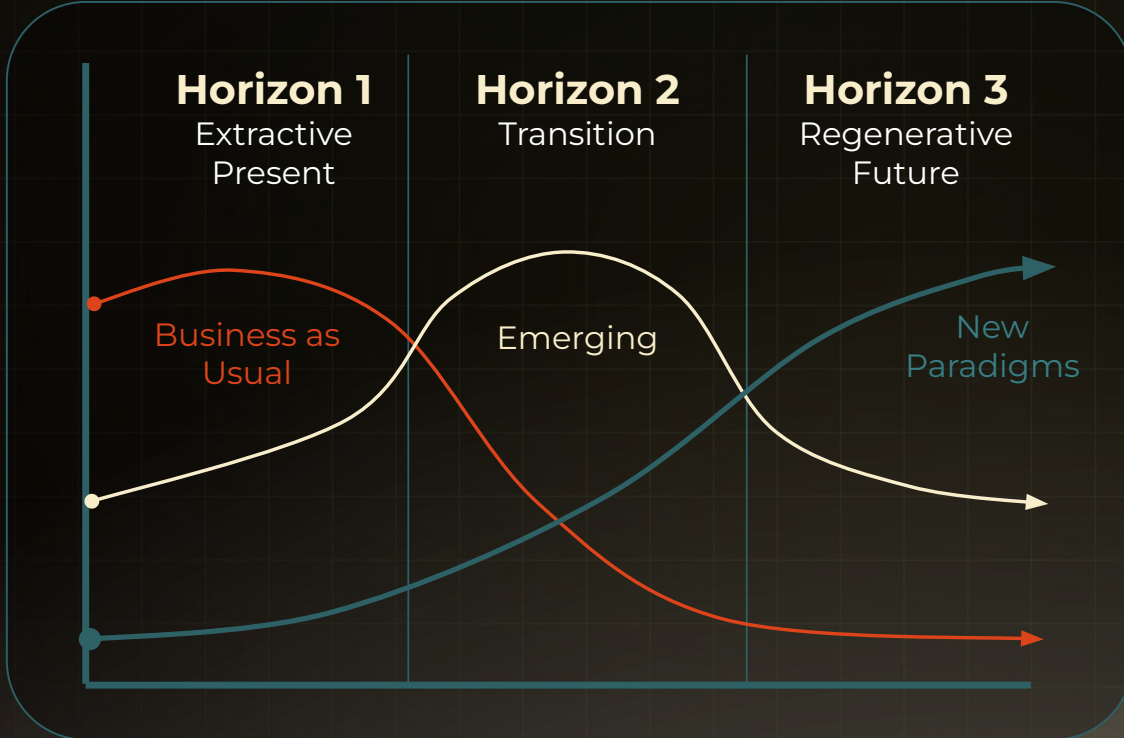 Horizon 1
Extractive
Present
Horizon 2
Transition
Horizon 3
Regenerative
Future
Business as
Usual
Emerging
New
Paradigms